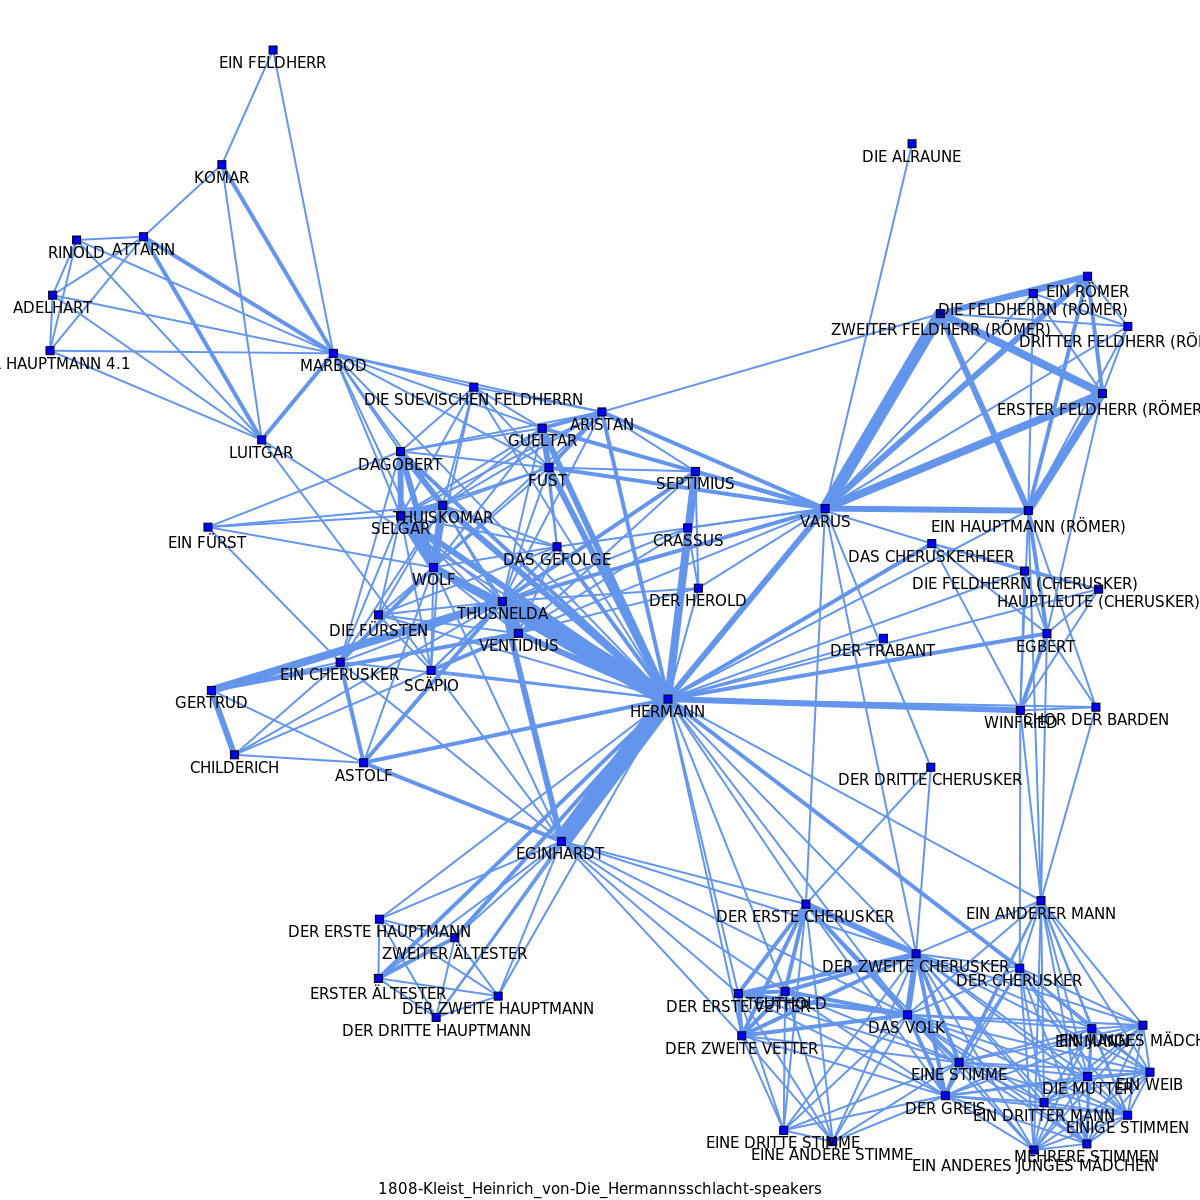 EIN FELDHERR
DIE ALRAUNE
KOMAR
RINOLD
ATTARIN
ADELHART
HAUPTMANN 4.1
EIN RÖMER
DIE FELDHERRN (RÖMER)
ZWEITER FELDHERR (RÖMER)
DRITTER FELDHERR (RÖ
MARBOD
DIE SUEVISCHEN FELDHERRN
ERSTER FELDHERR (RÖMER
ARISTAN
GUELTAR
LUITGAR
DAGOBERT
FUST
SEPTIMIUS
THUISKOMAR
SELGAR
VARUS
EIN HAUPTMANN (RÖMER)
EIN FÜRST
CRASSUS
DAS GEFOLGE
DAS CHERUSKERHEER
WOLF
DIE FELDHERRN (CHERUSKER)
HAUPTLEUTE (CHERUSKER)
DER HEROLD
THUSNELDA
DIE FÜRSTEN
VENTIDIUS
DER TRABANT
EGBERT
EIN CHERUSKER
SCÄPIO
GERTRUD
HERMANN
WINFRIED
CHOR DER BARDEN
CHILDERICH
ASTOLF
DER DRITTE CHERUSKER
EGINHARDT
DER ERSTE CHERUSKER
EIN ANDERER MANN
DER ERSTE HAUPTMANN
ZWEITER ÄLTESTER
DER ZWEITE CHERUSKER
DER CHERUSKER
ERSTER ÄLTESTER
DER ZWEITE HAUPTMANN
DER ERSTE VETTER
TEUTHOLD
DER DRITTE HAUPTMANN
DAS VOLK
EIN MANN
EIN JUNGES MÄDCH
DER ZWEITE VETTER
EINE STIMME
DIE MUTTER
EIN WEIB
DER GREIS
EIN DRITTER MANN
EINIGE STIMMEN
EINE DRITTE STIMME
EINE ANDERE STIMME
MEHRERE STIMMEN
EIN ANDERES JUNGES MÄDCHEN
1808-Kleist_Heinrich_von-Die_Hermannsschlacht-speakers